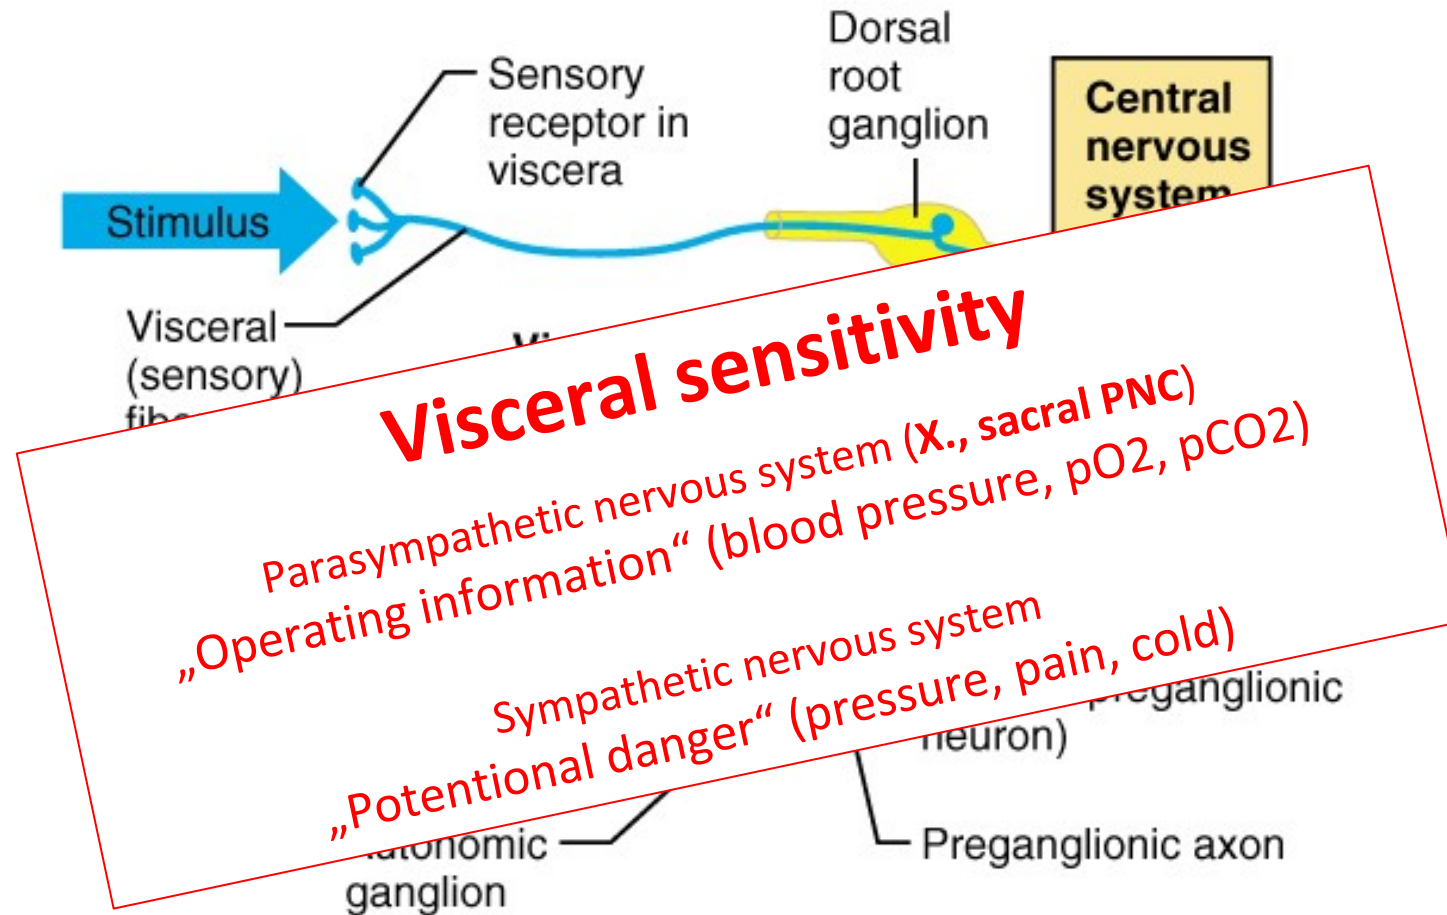 Dorsal
root
ganglion
Sensory
receptor in
viscera
Central
nervous
system
Stimulus
Visceral
(sensory)
Visceral sensitivity
Parasympathetic nervous system (X., sacral PNC)
„Operating information“ (blood pressure, pO2, pCO2)
Sympathetic nervous system
„Potentional danger“ (pressure, pain, cold)
preganglionic
neuron)
Autonomic
ganglion
Preganglionic axon